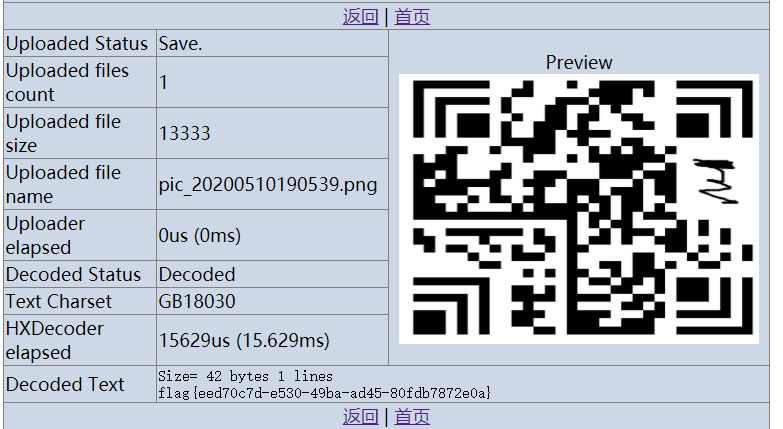 返回 | 首页
Uploaded Status Save.
Uploaded files count 1
Uploaded file size 13333
Uploaded file name pic_20200510190539.png
Uploader elapsed 0us (0ms)
Decoded Status Decoded
Text Charset GB18030
HXDecoder elapsed 15629us (15.629ms)
Preview
Decoded Text Size= 42 bytes 1 lines
flag{eed70c7d-e530-49ba-ad45-80fdb7872e0a}
返回 | 首页